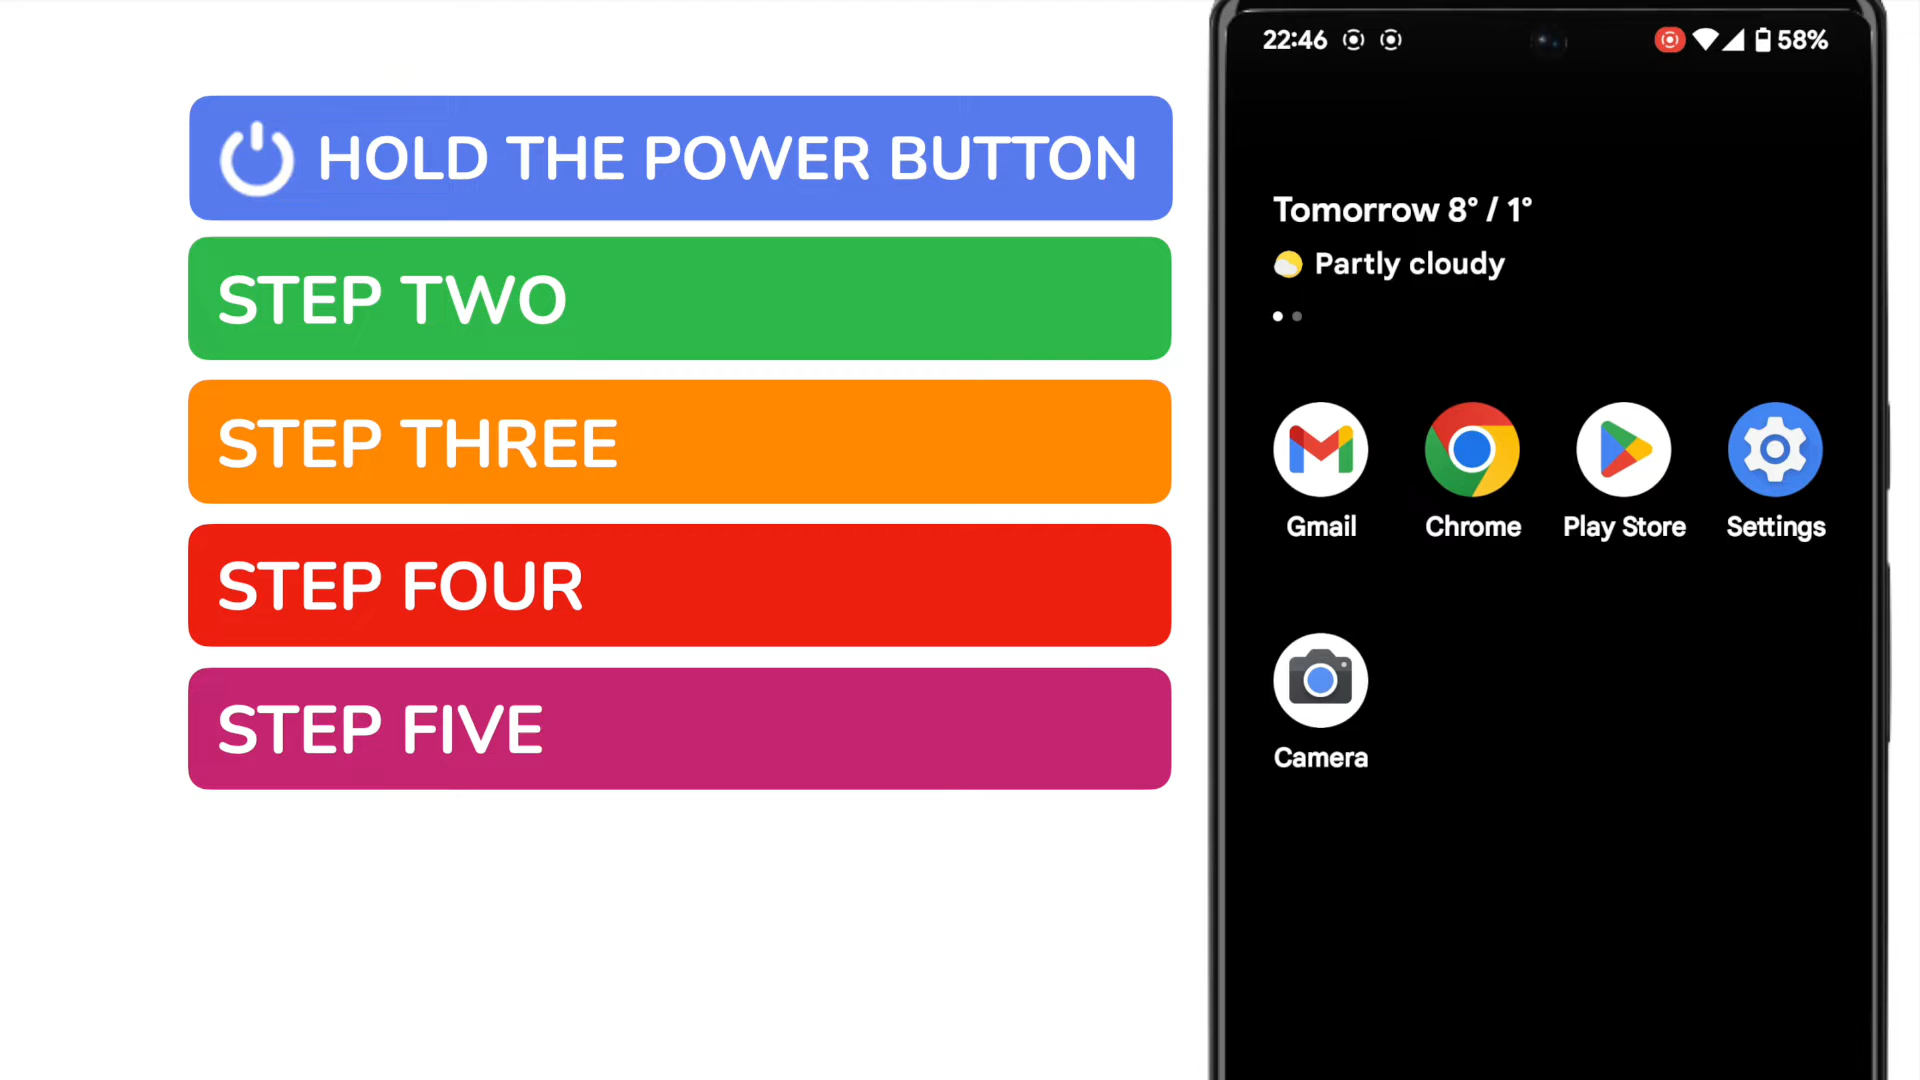 HOLD THE POWER BUTTON
STEP TWO
STEP THREE
STEP FOUR
STEP FIVE
22:46
58%
Tomorrow 8° / 1°
Partly cloudy
Gmail
Chrome
Play Store
Settings
Camera